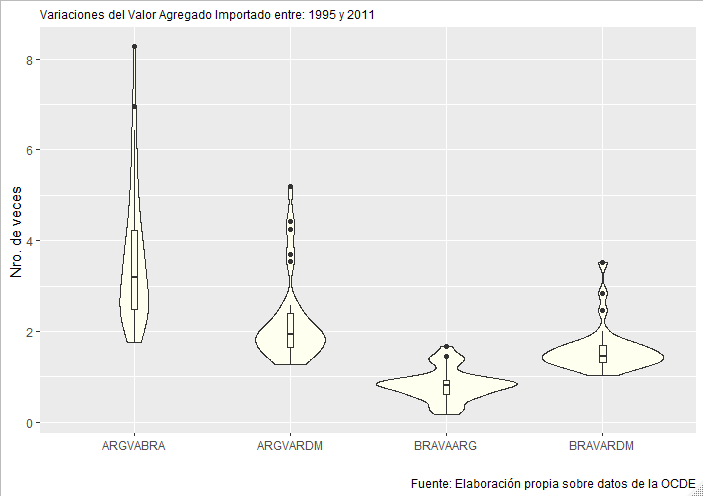 Variaciones del Valor Agregado Importado entre: 1995 y 2011
Nro. de veces
8
6
4
2
0
ARGVABRA
ARGVARDM
BRAVAARG
BRAVARDM
Fuente: Elaboración propia sobre datos de la OCDE